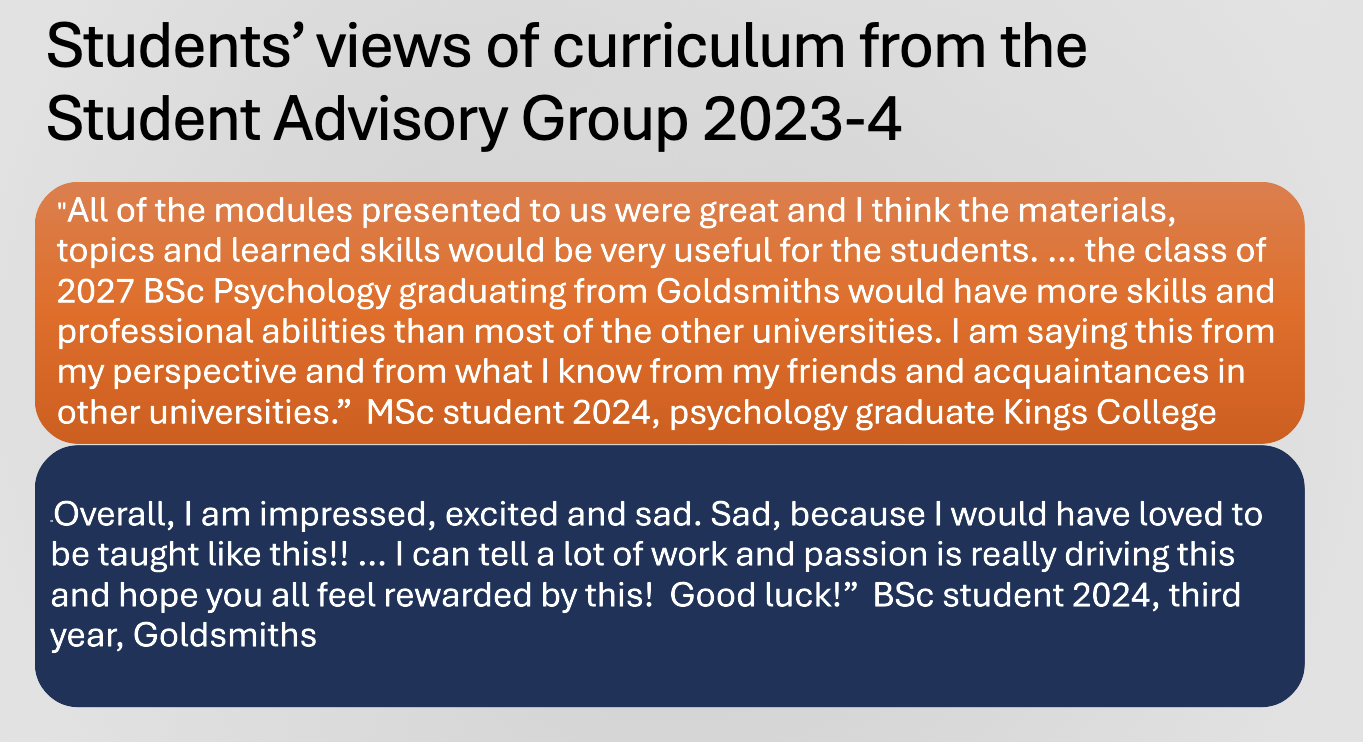 Students’ views of curriculum from the
Student Advisory Group 2023-4
"All of the modules presented to us were great and I think the materials,
topics and learned skills would be very useful for the students. ... the class of
2027 BSc Psychology graduating from Goldsmiths would have more skills and
professional abilities than most of the other universities. I am saying this from
my perspective and from what I know from my friends and acquaintances in
other universities.”  MSc student 2024, psychology graduate Kings College
Overall, I am impressed, excited and sad. Sad, because I would have loved to
be taught like this!! ... I can tell a lot of work and passion is really driving this
and hope you all feel rewarded by this!  Good luck!”  BSc student 2024, third
year, Goldsmiths